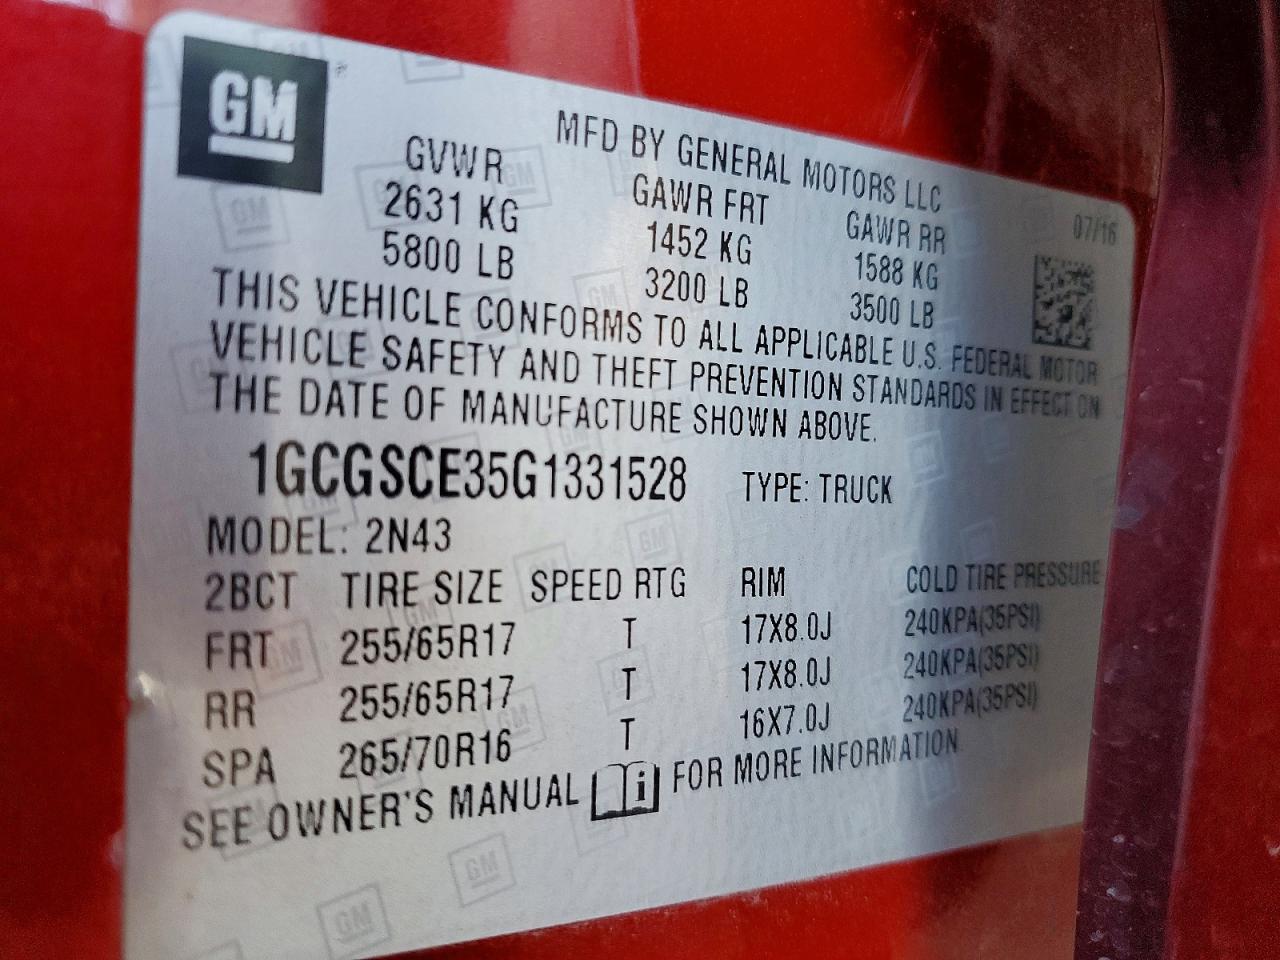 GM
MFD BY GENERAL MOTORS LLC
07/16
GVWR GAWR FRT GAWR RR
2631 KG 1452 KG 1588 KG
5800 LB 3200 LB 3500 LB
THIS VEHICLE CONFORMS TO ALL APPLICABLE U.S. FEDERAL MOTOR
VEHICLE SAFETY AND THEFT PREVENTION STANDARDS IN EFFECT ON
THE DATE OF MANUFACTURE SHOWN ABOVE.
1GCGSCE35G1331528 TYPE: TRUCK
MODEL: 2N43
2BCT TIRE SIZE SPEED RTG RIM COLD TIRE PRESSURE
FRT 255/65R17 T 17X8.0J 240KPA(35PSI)
RR 255/65R17 T 17X8.0J 240KPA(35PSI)
SPA 265/70R16 T 16X7.0J 240KPA(35PSI)
SEE OWNER'S MANUAL i FOR MORE INFORMATION